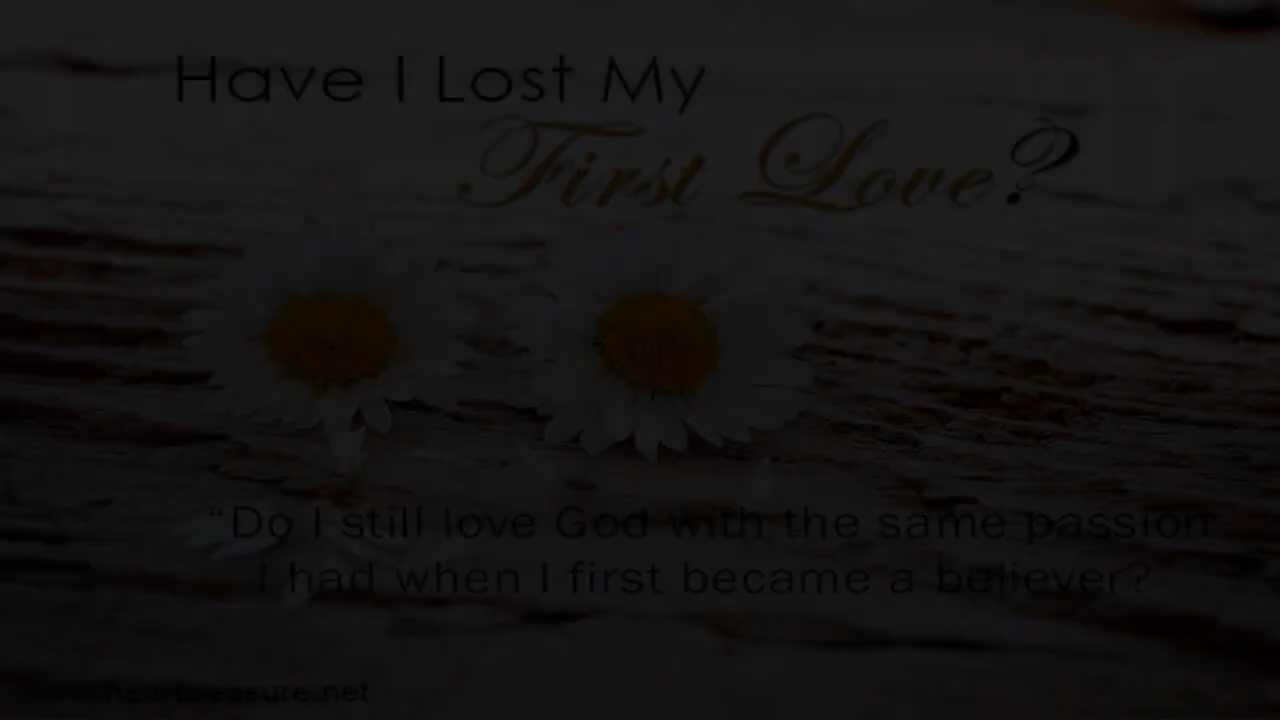 Have I Lost My
First Love?
"Do I still love God with the same passion
I had when I first became a believer?